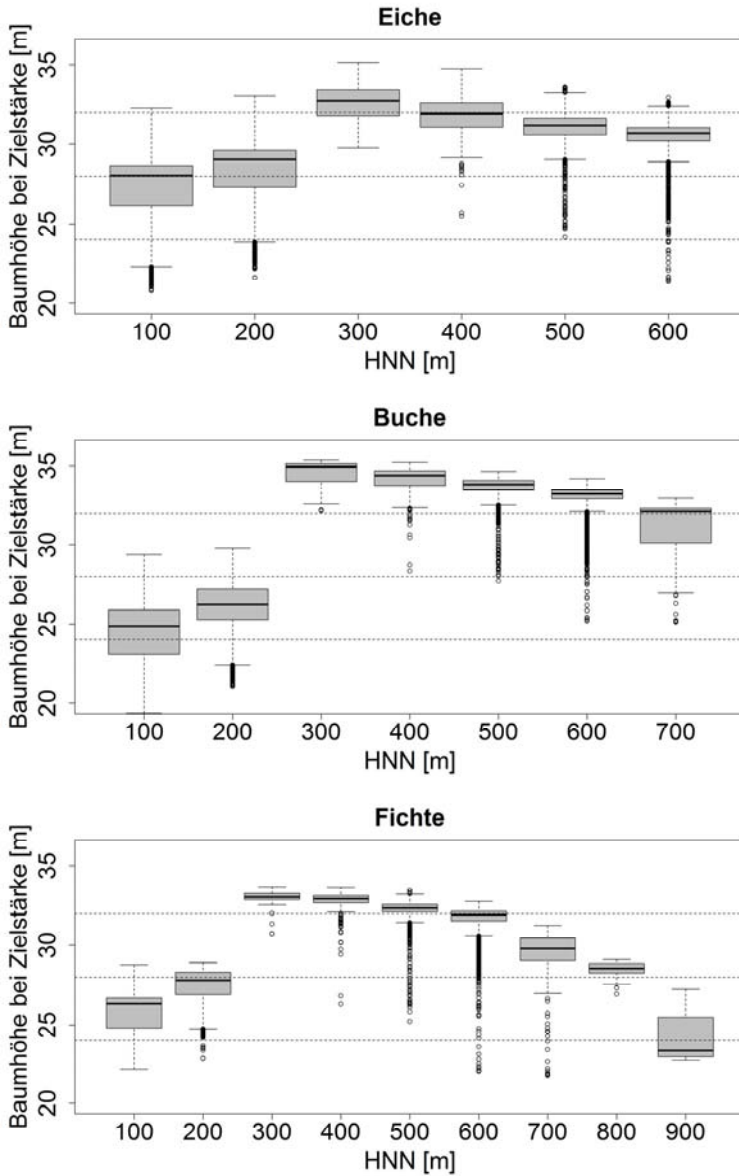 Eiche
Baumhöhe bei Zielstärke [m]
35
30
25
20
100 200 300 400 500 600
HNN [m]
Buche
Baumhöhe bei Zielstärke [m]
35
30
25
20
100 200 300 400 500 600 700
HNN [m]
Fichte
Baumhöhe bei Zielstärke [m]
35
30
25
20
100 200 300 400 500 600 700 800 900
HNN [m]